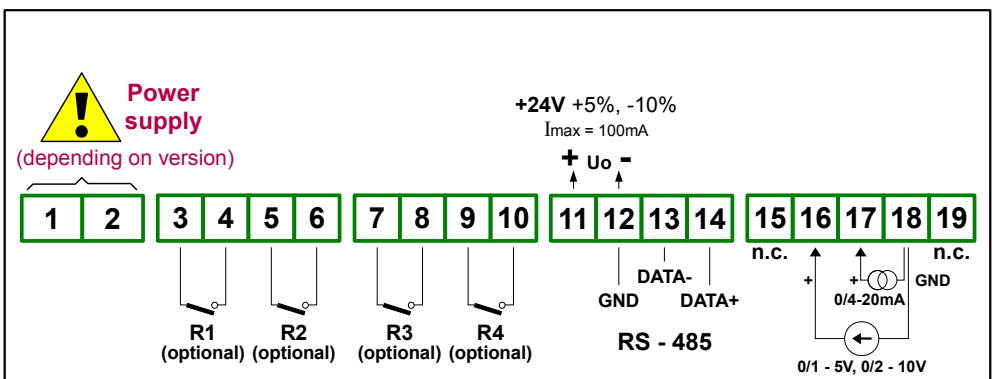 Power
supply
(depending on version)
+24V +5%, -10%
Imax = 100mA
+ Uo -
1 2 3 4 5 6 7 8 9 10 11 12 13 14 15 16 17 18 19
n.c. n.c.
+ + GND
0/4-20mA
DATA-
GND DATA+
R1 R2 R3 R4
(optional) (optional) (optional) (optional)
RS - 485
0/1 - 5V, 0/2 - 10V